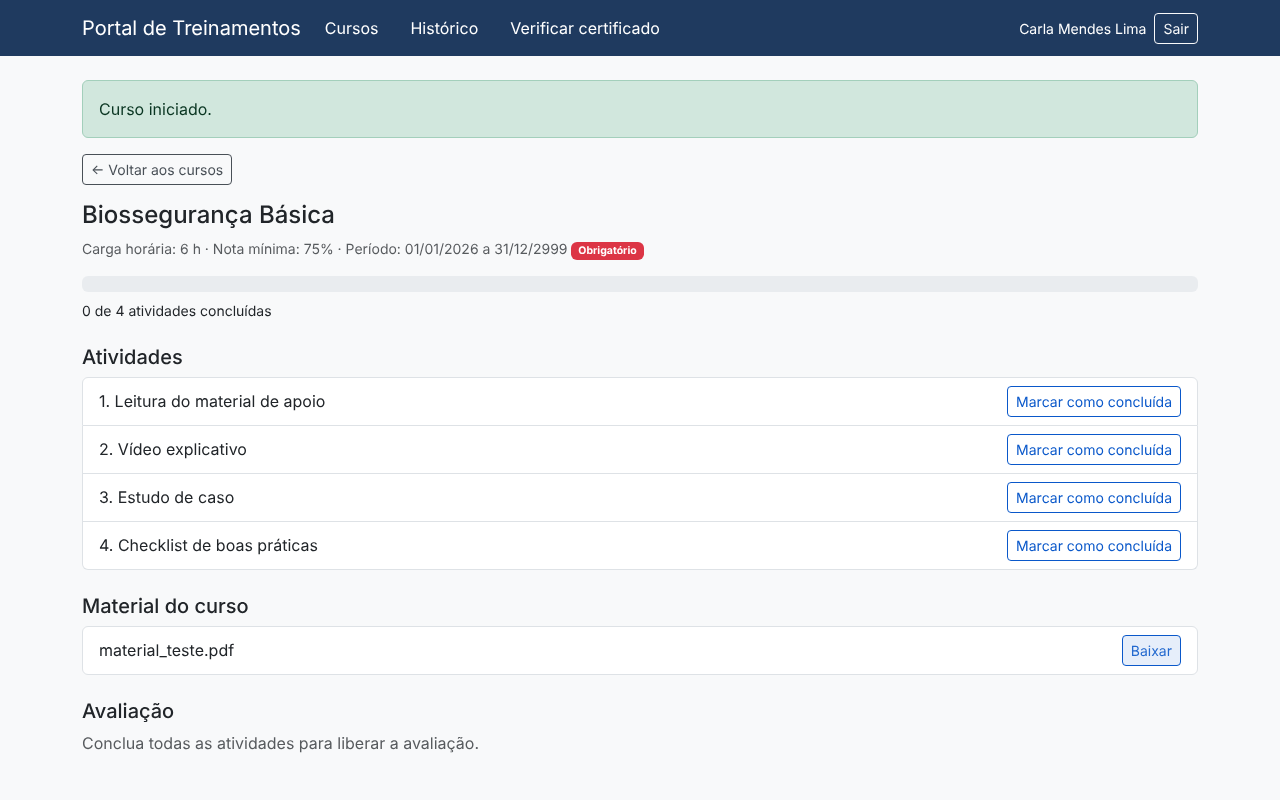 Portal de Treinamentos Cursos Histórico Verificar certificado Carla Mendes Lima Sair
Curso iniciado.
← Voltar aos cursos
Biossegurança Básica
Carga horária: 6 h · Nota mínima: 75% · Período: 01/01/2026 a 31/12/2999 Obrigatório
0 de 4 atividades concluídas
Atividades
1. Leitura do material de apoio Marcar como concluída
2. Vídeo explicativo Marcar como concluída
3. Estudo de caso Marcar como concluída
4. Checklist de boas práticas Marcar como concluída
Material do curso
material_teste.pdf Baixar
Avaliação
Conclua todas as atividades para liberar a avaliação.